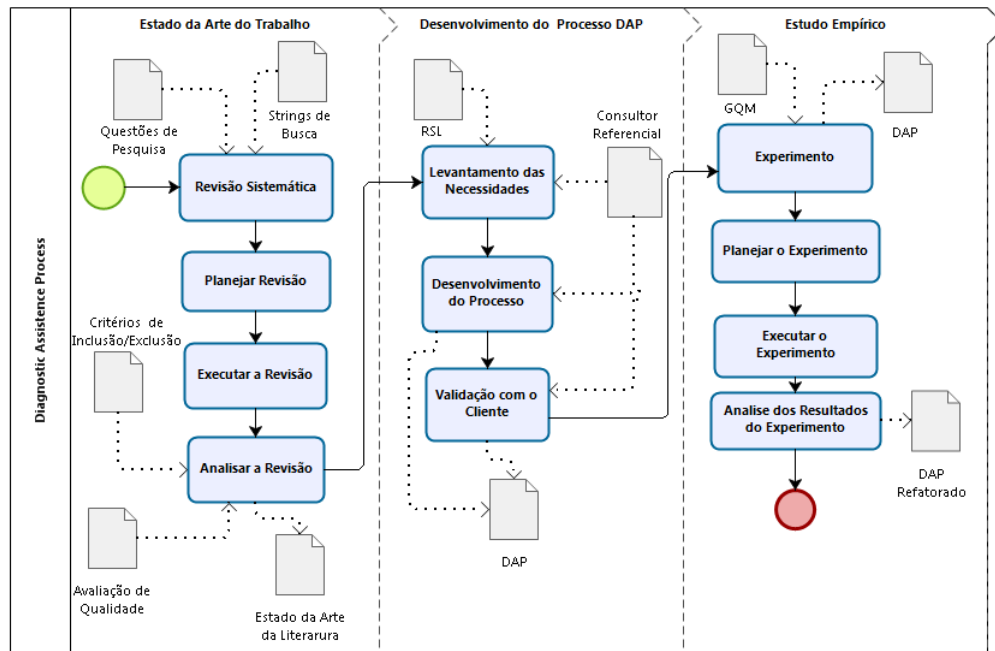 Diagnostic Assistence Process
Estado da Arte do Trabalho
Questões de
Pesquisa
Strings de
Busca
Revisão Sistemática
Planejar Revisão
Critérios de
Inclusão/Exclusão
Executar a Revisão
Analisar a Revisão
Avaliação de
Qualidade
Estado da Arte
da Literarura
Desenvolvimento do Processo DAP
RSL
Consultor
Referencial
Levantamento das
Necessidades
Desenvolvimento
do Processo
Validação com o
Cliente
DAP
Estudo Empírico
GQM
DAP
Experimento
Planejar o Experimento
Executar o
Experimento
Analise dos Resultados
do Experimento
DAP
Refatorado